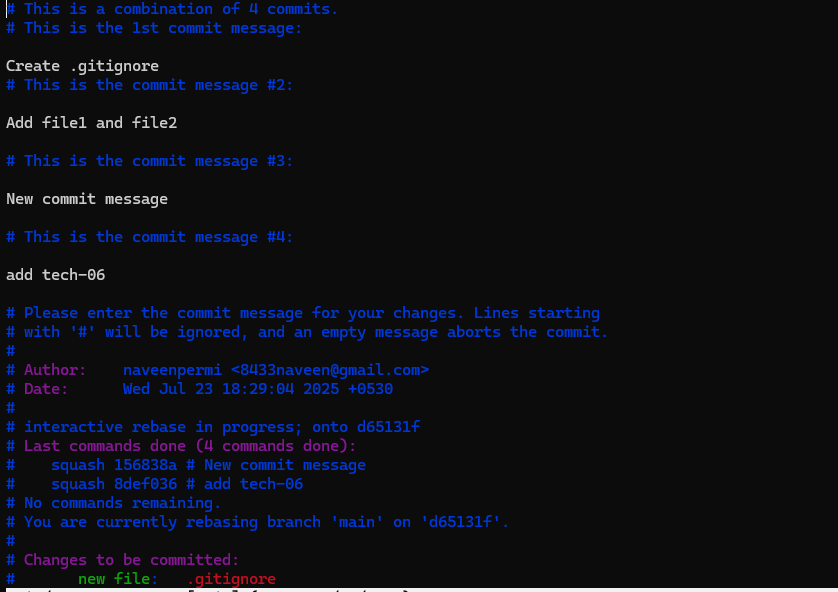 # This is a combination of 4 commits.
# This is the 1st commit message:
Create .gitignore
# This is the commit message #2:
Add file1 and file2
# This is the commit message #3:
New commit message
# This is the commit message #4:
add tech-06
# Please enter the commit message for your changes. Lines starting
# with '#' will be ignored, and an empty message aborts the commit.
#
# Author:    naveenpermi <8433naveen@gmail.com>
# Date:      Wed Jul 23 18:29:04 2025 +0530
#
# interactive rebase in progress; onto d65131f
# Last commands done (4 commands done):
#    squash 156838a # New commit message
#    squash 8def036 # add tech-06
# No commands remaining.
# You are currently rebasing branch 'main' on 'd65131f'.
#
# Changes to be committed:
#       new file:   .gitignore